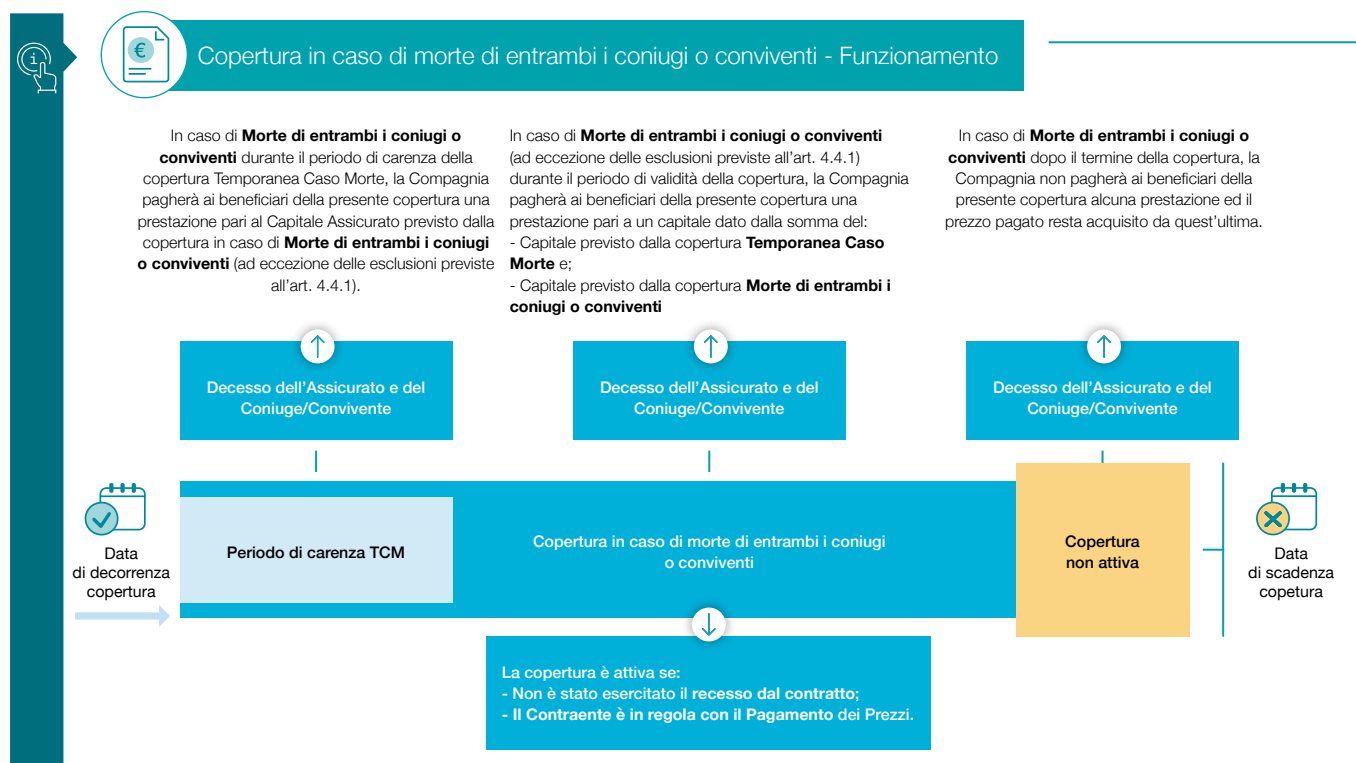 Copertura in caso di morte di entrambi i coniugi o conviventi - Funzionamento
In caso di Morte di entrambi i coniugi o
conviventi durante il periodo di carenza della
copertura Temporanea Caso Morte, la Compagnia
pagherà ai beneficiari della presente copertura una
prestazione pari al Capitale Assicurato previsto dalla
copertura in caso di Morte di entrambi i coniugi
o conviventi (ad eccezione delle esclusioni previste
all'art. 4.4.1).
In caso di Morte di entrambi i coniugi o conviventi
(ad eccezione delle esclusioni previste all'art. 4.4.1)
durante il periodo di validità della copertura, la Compagnia
pagherà ai beneficiari della presente copertura una
prestazione pari a un capitale dato dalla somma del:
- Capitale previsto dalla copertura Temporanea Caso
Morte e;
- Capitale previsto dalla copertura Morte di entrambi i
coniugi o conviventi
In caso di Morte di entrambi i coniugi o
conviventi dopo il termine della copertura, la
Compagnia non pagherà ai beneficiari della
presente copertura alcuna prestazione ed il
prezzo pagato resta acquisito da quest'ultima.
Decesso dell'Assicurato e del
Coniuge/Convivente
Decesso dell'Assicurato e del
Coniuge/Convivente
Decesso dell'Assicurato e del
Coniuge/Convivente
Data
di decorrenza
copertura
Periodo di carenza TCM
Copertura in caso di morte di entrambi i coniugi
o conviventi
Copertura
non attiva
Data
di scadenza
copetura
La copertura è attiva se:
- Non è stato esercitato il recesso dal contratto;
- Il Contraente è in regola con il Pagamento dei Prezzi.